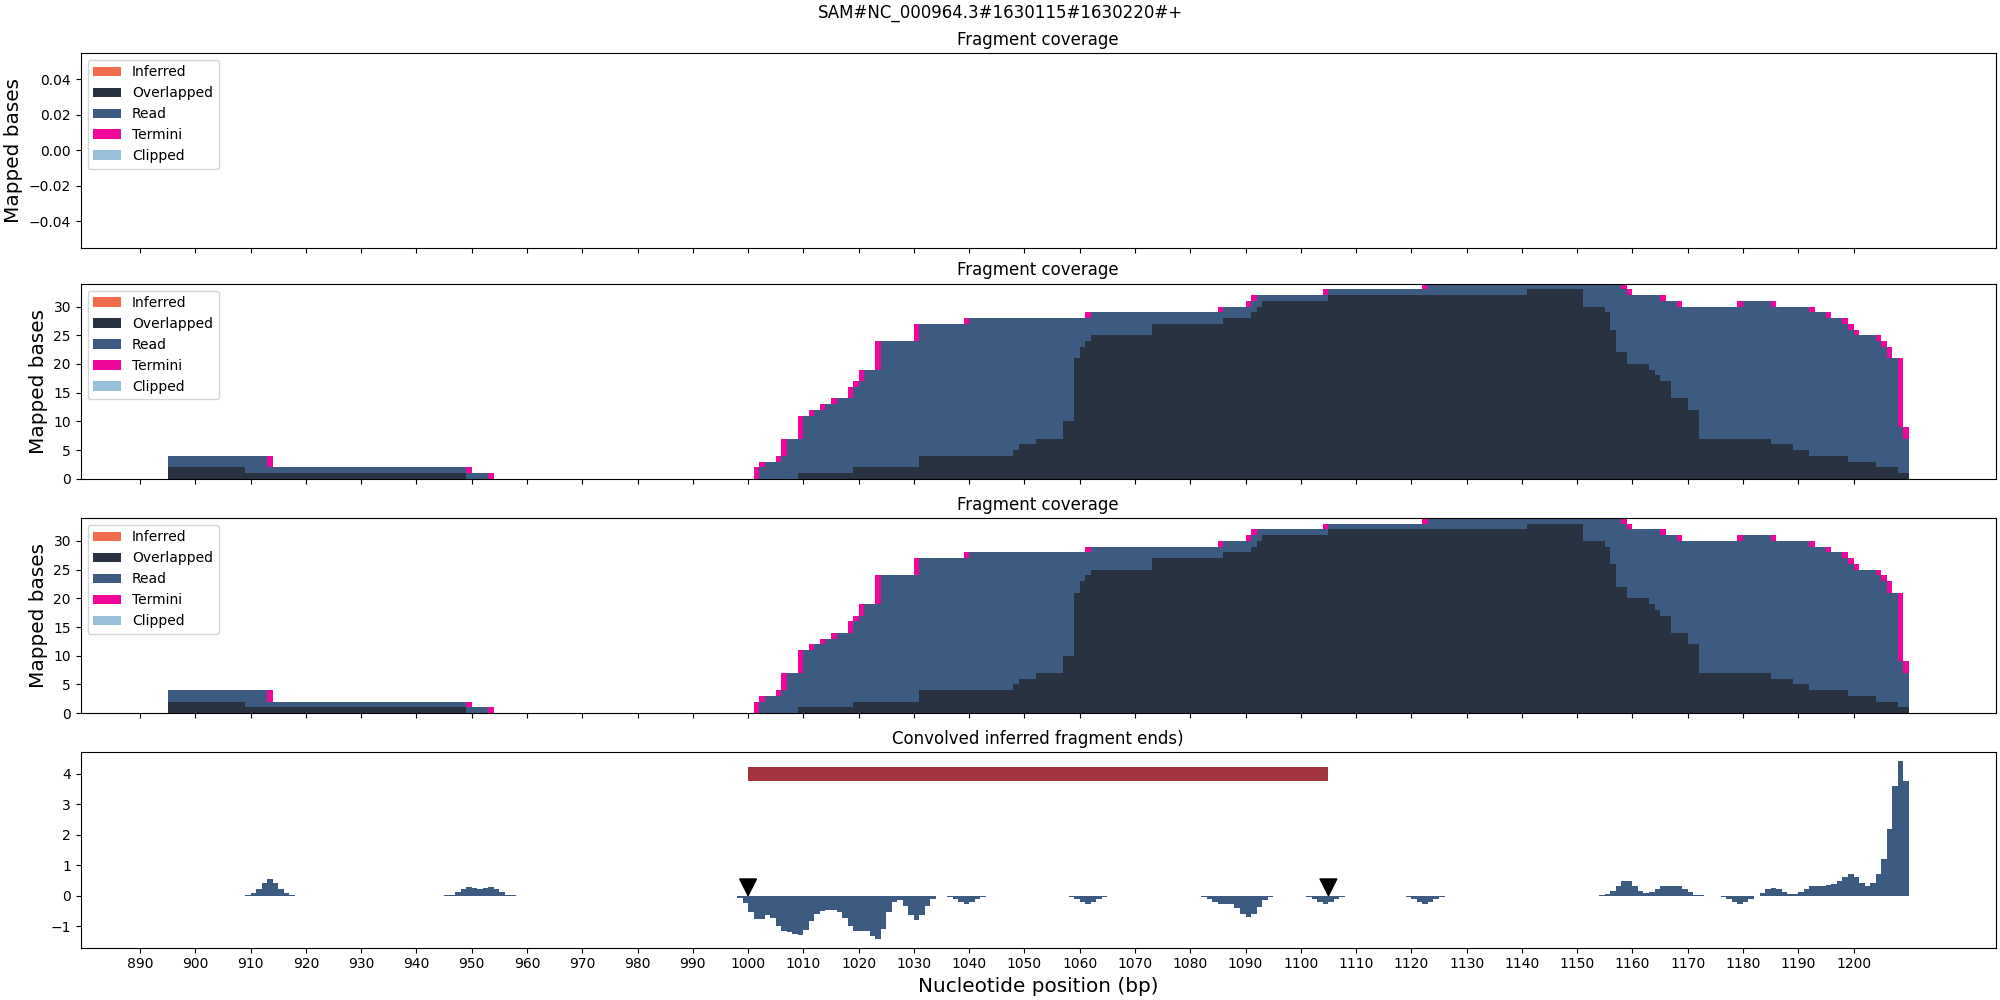 SAM#NC_000964.3#1630115#1630220#+
Fragment coverage
Mapped bases
0.04
0.02
0.00
−0.02
−0.04
Inferred
Overlapped
Read
Termini
Clipped
Fragment coverage
Mapped bases
30
25
20
15
10
5
0
Inferred
Overlapped
Read
Termini
Clipped
Fragment coverage
Mapped bases
30
25
20
15
10
5
0
Inferred
Overlapped
Read
Termini
Clipped
Convolved inferred fragment ends)
4
3
2
1
0
−1
890 900 910 920 930 940 950 960 970 980 990 1000 1010 1020 1030 1040 1050 1060 1070 1080 1090 1100 1110 1120 1130 1140 1150 1160 1170 1180 1190 1200
Nucleotide position (bp)